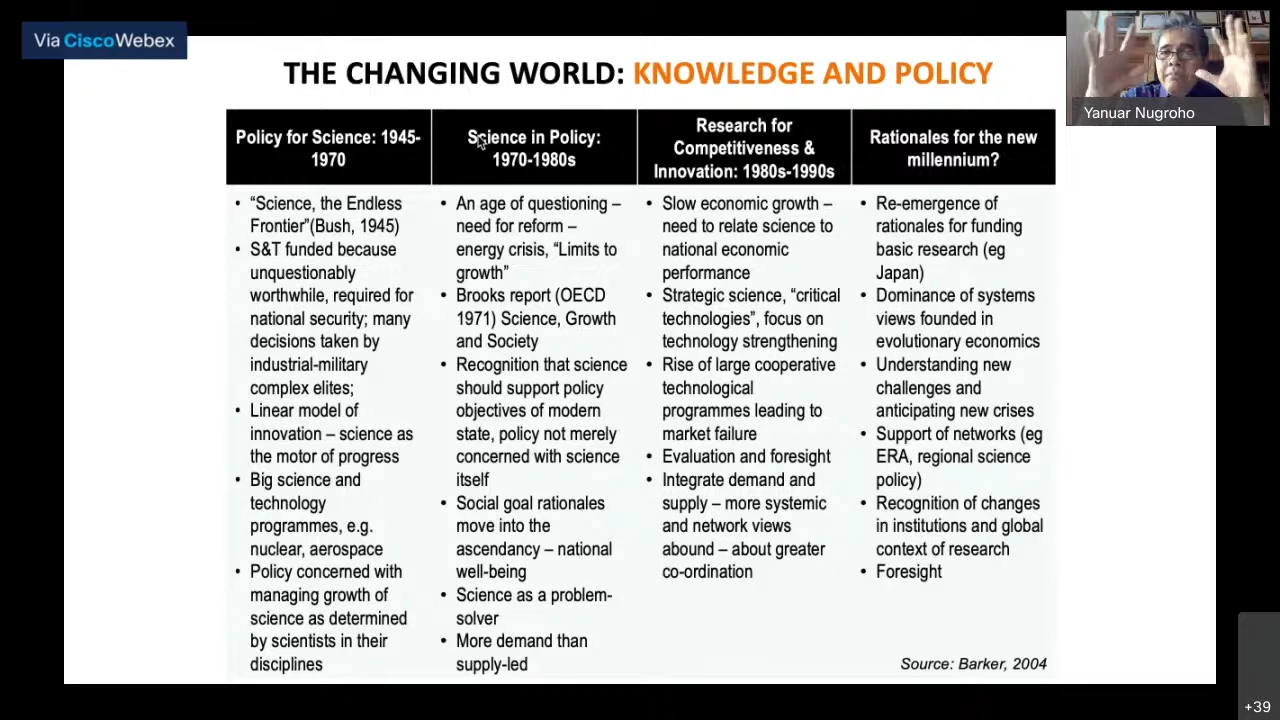 Via CiscoWebex
THE CHANGING WORLD: KNOWLEDGE AND POLICY
Yanuar Nugroho
Policy for Science: 1945-
1970
“Science, the Endless
Frontier”(Bush, 1945)
S&T funded because
unquestionably
worthwhile, required for
national security; many
decisions taken by
industrial-military
complex elites;
Linear model of
innovation – science as
the motor of progress
Big science and
technology
programmes, e.g.
nuclear, aerospace
Policy concerned with
managing growth of
science as determined
by scientists in their
disciplines
Science in Policy:
1970-1980s
An age of questioning –
need for reform –
energy crisis, “Limits to
growth”
Brooks report (OECD
1971) Science, Growth
and Society
Recognition that science
should support policy
objectives of modern
state, policy not merely
concerned with science
itself
Social goal rationales
move into the
ascendancy – national
well-being
Science as a problem-
solver
More demand than
supply-led
Research for
Competitiveness &
Innovation: 1980s-1990s
Slow economic growth –
need to relate science to
national economic
performance
Strategic science, “critical
technologies”, focus on
technology strengthening
Rise of large cooperative
technological
programmes leading to
market failure
Evaluation and foresight
Integrate demand and
supply – more systemic
and network views
abound – about greater
co-ordination
Rationales for the new
millennium?
Re-emergence of
rationales for funding
basic research (eg
Japan)
Dominance of systems
views founded in
evolutionary economics
Understanding new
challenges and
anticipating new crises
Support of networks (eg
ERA, regional science
policy)
Recognition of changes
in institutions and global
context of research
Foresight
Source: Barker, 2004
+39